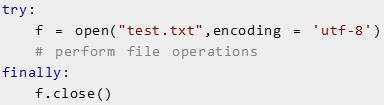 try:
    f = open("test.txt",encoding = 'utf-8')
    # perform file operations
finally:
    f.close()